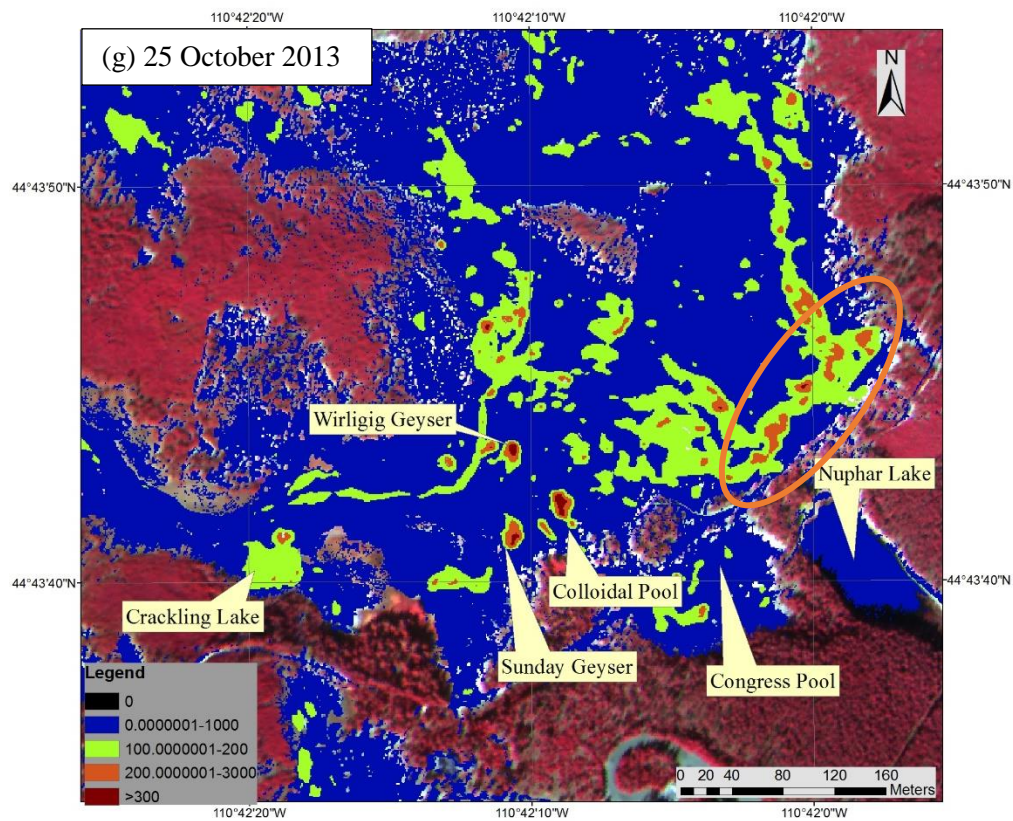 110°42'20"W
110°42'10"W
110°42'0"W
(g) 25 October 2013
N
44°43'50"N
44°43'50"N
Wirligig Geyser
Nuphar Lake
44°43'40"N
44°43'40"N
Colloidal Pool
Crackling Lake
Sunday Geyser
Congress Pool
Legend
0
0.0000001-1000
100.0000001-200
200.0000001-3000
>300
0 20 40 80 120 160
Meters
110°42'20"W
110°42'10"W
110°42'0"W